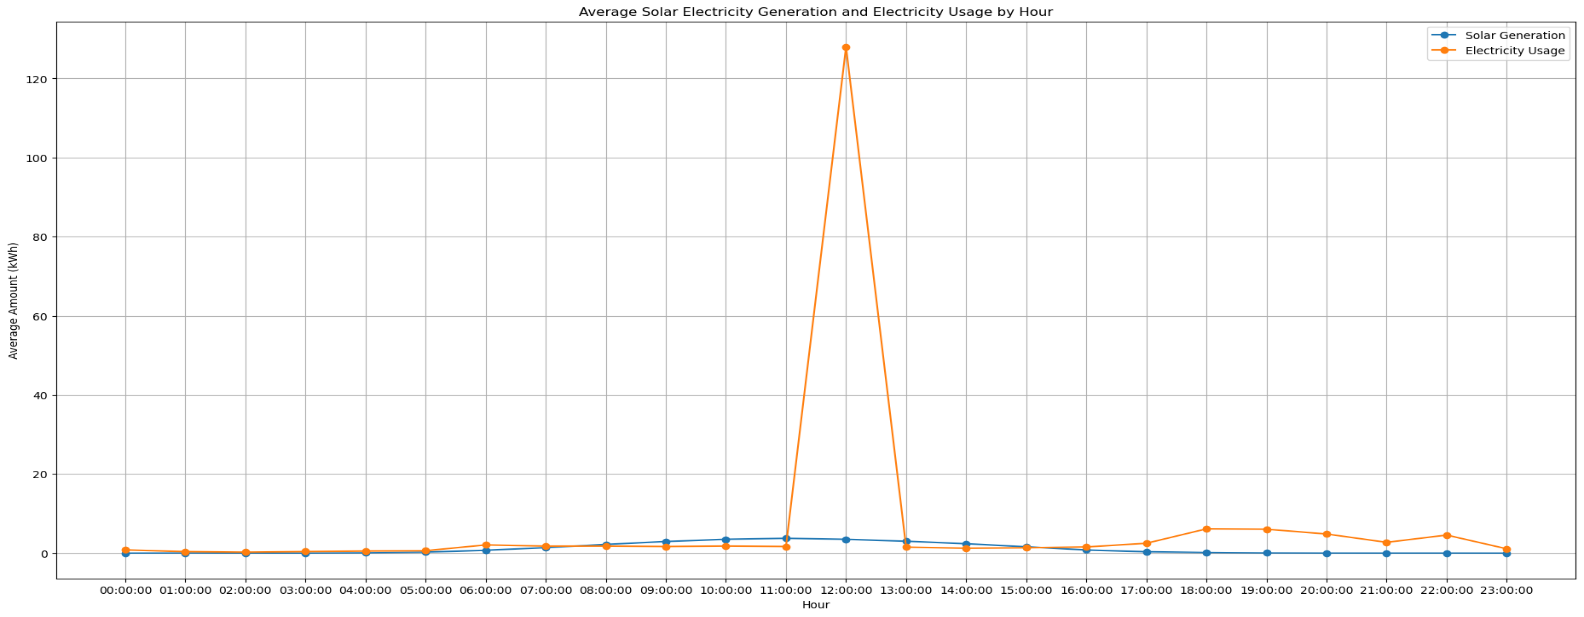 Average Solar Electricity Generation and Electricity Usage by Hour
Solar Generation
Electricity Usage
Average Amount (kWh)
120
100
80
60
40
20
0
00:00:00 01:00:00 02:00:00 03:00:00 04:00:00 05:00:00 06:00:00 07:00:00 08:00:00 09:00:00 10:00:00 11:00:00 12:00:00 13:00:00 14:00:00 15:00:00 16:00:00 17:00:00 18:00:00 19:00:00 20:00:00 21:00:00 22:00:00 23:00:00
Hour